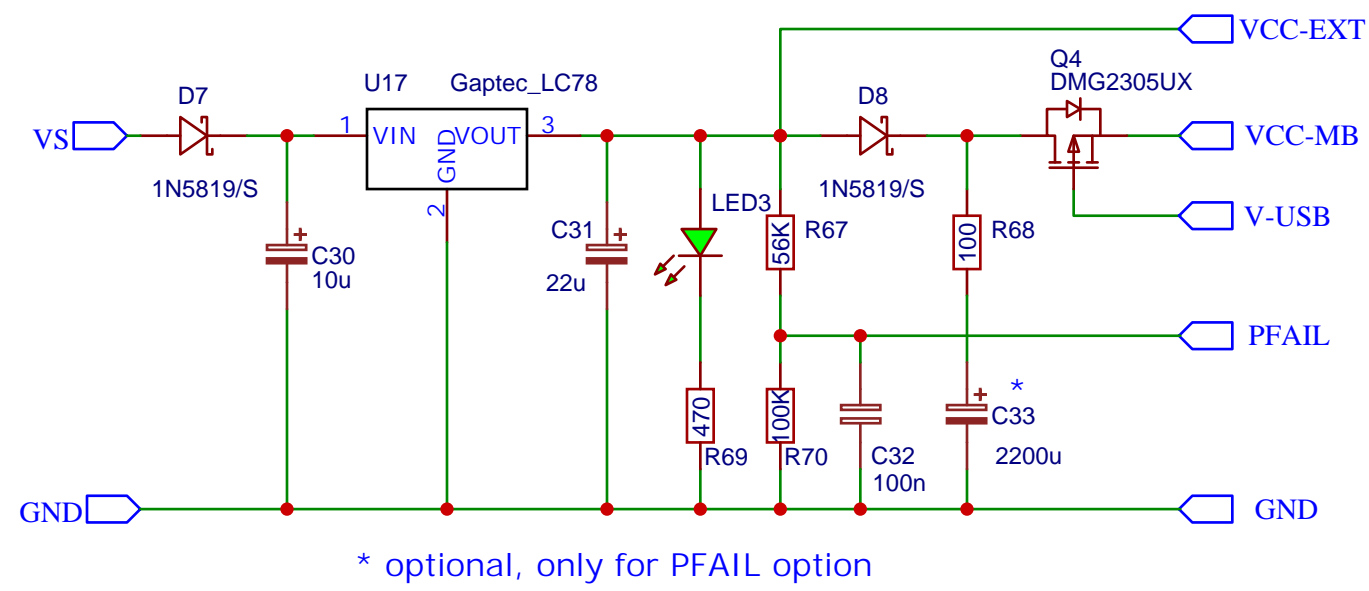 VCC-EXT
Q4
DMG2305UX
U17 Gaptec_LC78
D7
D8
VS
1
VIN
GND
VOUT
3
VCC-MB
1N5819/S
1N5819/S
2
LED3
V-USB
+
C30
10u
C31
+
22u
56K
R67
100
R68
PFAIL
*
470
R69
100K
R70
C32
100n
+
C33
2200u
GND
GND
* optional, only for PFAIL option